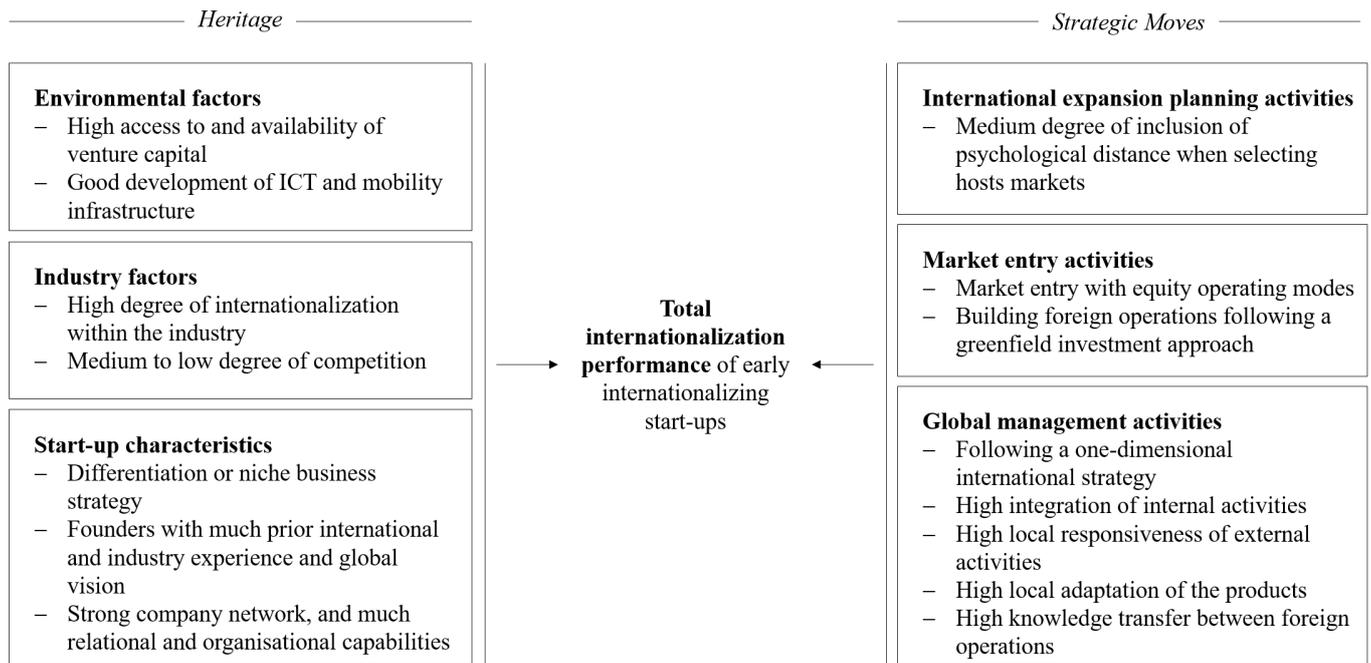 Heritage
Environmental factors
– High access to and availability of
venture capital
– Good development of ICT and mobility
infrastructure
Industry factors
– High degree of internationalization
within the industry
– Medium to low degree of competition
Start-up characteristics
– Differentiation or niche business
strategy
– Founders with much prior international
and industry experience and global
vision
– Strong company network, and much
relational and organisational capabilities
Total
internationalization
performance of early
internationalizing
start-ups
Strategic Moves
International expansion planning activities
– Medium degree of inclusion of
psychological distance when selecting
hosts markets
Market entry activities
– Market entry with equity operating modes
– Building foreign operations following a
greenfield investment approach
Global management activities
– Following a one-dimensional
international strategy
– High integration of internal activities
– High local responsiveness of external
activities
– High local adaptation of the products
– High knowledge transfer between foreign
operations